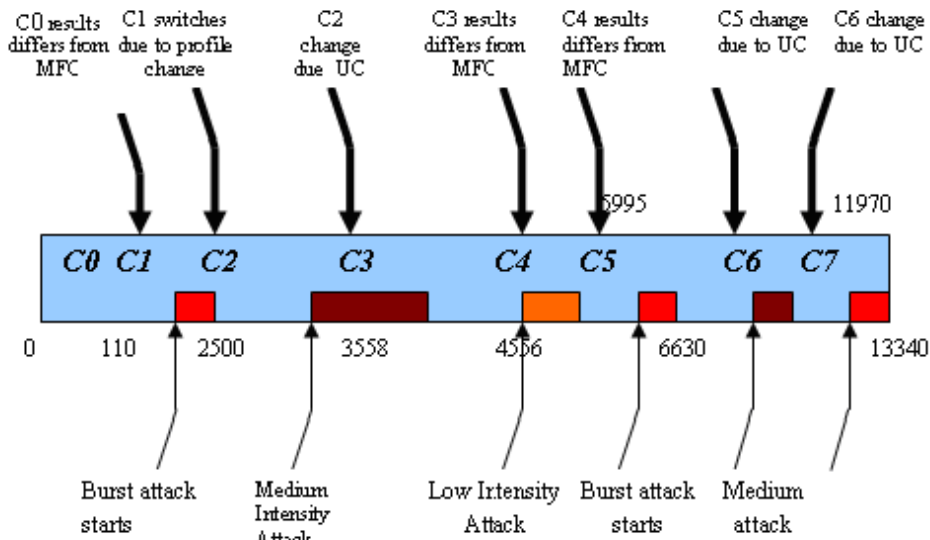 C0 results
differs from
MFC
C1 switches
due to profile
change
C2
change
due UC
C3 results
differs from
MFC
C4 results
differs from
MFC
C5 change
due to UC
C6 change
due to UC
5995
11970
C0 C1 C2 C3 C4 C5 C6 C7
0 110 2500 3558 4556 6630 13340
Burst attack
starts
Medium
Intensity
Attack
Low Intensity
Attack
Burst attack
starts
Medium
attack